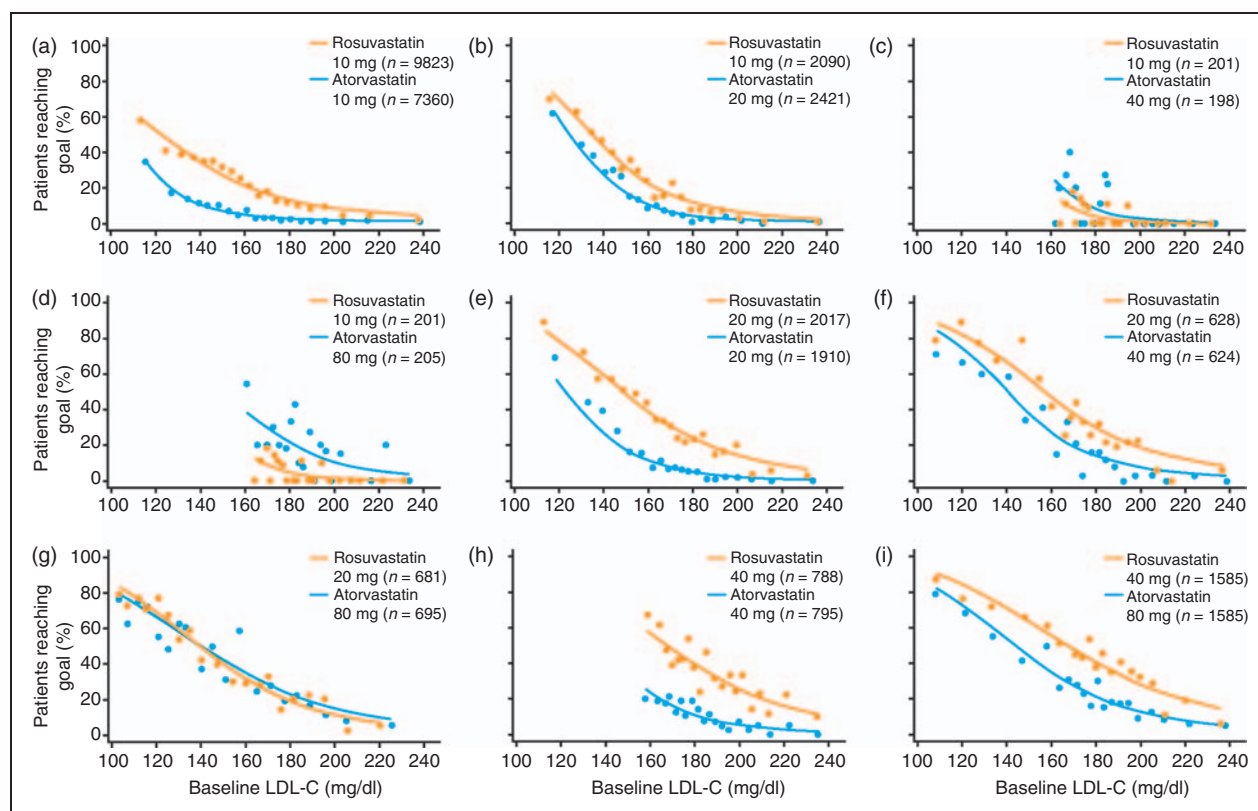 (a)
Patients reaching
goal (%)
100
80
60
40
20
0
100 120 140 160 180 200 220 240
Rosuvastatin
10 mg (n = 9823)
Atorvastatin
10 mg (n = 7360)
(b)
100
80
60
40
20
0
100 120 140 160 180 200 220 240
Rosuvastatin
10 mg (n = 2090)
Atorvastatin
20 mg (n = 2421)
(c)
100
80
60
40
20
0
100 120 140 160 180 200 220 240
Rosuvastatin
10 mg (n = 201)
Atorvastatin
40 mg (n = 198)
(d)
Patients reaching
goal (%)
100
80
60
40
20
0
100 120 140 160 180 200 220 240
Rosuvastatin
10 mg (n = 201)
Atorvastatin
80 mg (n = 205)
(e)
100
80
60
40
20
0
100 120 140 160 180 200 220 240
Rosuvastatin
20 mg (n = 2017)
Atorvastatin
20 mg (n = 1910)
(f)
100
80
60
40
20
0
100 120 140 160 180 200 220 240
Rosuvastatin
20 mg (n = 628)
Atorvastatin
40 mg (n = 624)
(g)
Patients reaching
goal (%)
100
80
60
40
20
0
100 120 140 160 180 200 220 240
Baseline LDL-C (mg/dl)
Rosuvastatin
20 mg (n = 681)
Atorvastatin
80 mg (n = 695)
(h)
100
80
60
40
20
0
100 120 140 160 180 200 220 240
Baseline LDL-C (mg/dl)
Rosuvastatin
40 mg (n = 788)
Atorvastatin
40 mg (n = 795)
(i)
100
80
60
40
20
0
100 120 140 160 180 200 220 240
Baseline LDL-C (mg/dl)
Rosuvastatin
40 mg (n = 1585)
Atorvastatin
80 mg (n = 1585)